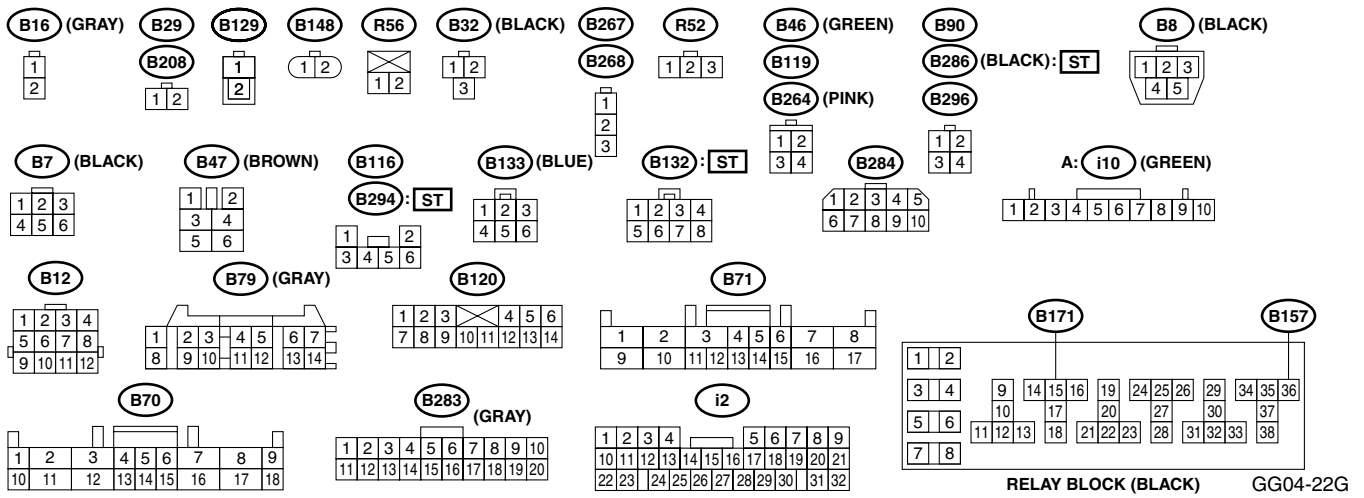 B16 (GRAY) B29 B129 B148 R56 B32 (BLACK) B267 R52 B46 (GREEN) B90 B8 (BLACK)
B208 B268 B119 B286 (BLACK): ST
B264 (PINK) B296
1
2
1 2
1
2
1 2
1 2
1 2
3
1
2
3
1 2 3
1 2
3 4
1 2
3 4
1 2 3
4 5
B7 (BLACK) B47 (BROWN) B116 B133 (BLUE) B132 : ST B284 A: i10 (GREEN)
B294 : ST
1 2 3
4 5 6
1 2
3 4
5 6
1 2
3 4 5 6
1 2 3
4 5 6
1 2 3 4
5 6 7 8
1 2 3 4 5
6 7 8 9 10
1 2 3 4 5 6 7 8 9 10
B12 B79 (GRAY) B120 B71 B171 B157
1 2 3 4
5 6 7 8
9 10 11 12
1 2 3 4 5 6 7
8 9 10 11 12 13 14
1 2 3 4 5 6
7 8 9 10 11 12 13 14
1 2 3 4 5 6 7 8
9 10 11 12 13 14 15 16 17
1 2
3 4 9 14 15 16 19 24 25 26 29 34 35 36
10 17 20 27 30 37
5 6 11 12 13 18 21 22 23 28 31 32 33 38
7 8
RELAY BLOCK (BLACK)
B70 B283 (GRAY) i2
1 2 3 4 5 6 7 8 9
10 11 12 13 14 15 16 17 18
1 2 3 4 5 6 7 8 9 10
11 12 13 14 15 16 17 18 19 20
1 2 3 4 5 6 7 8 9
10 11 12 13 14 15 16 17 18 19 20 21
22 23 24 25 26 27 28 29 30 31 32
GG04-22G